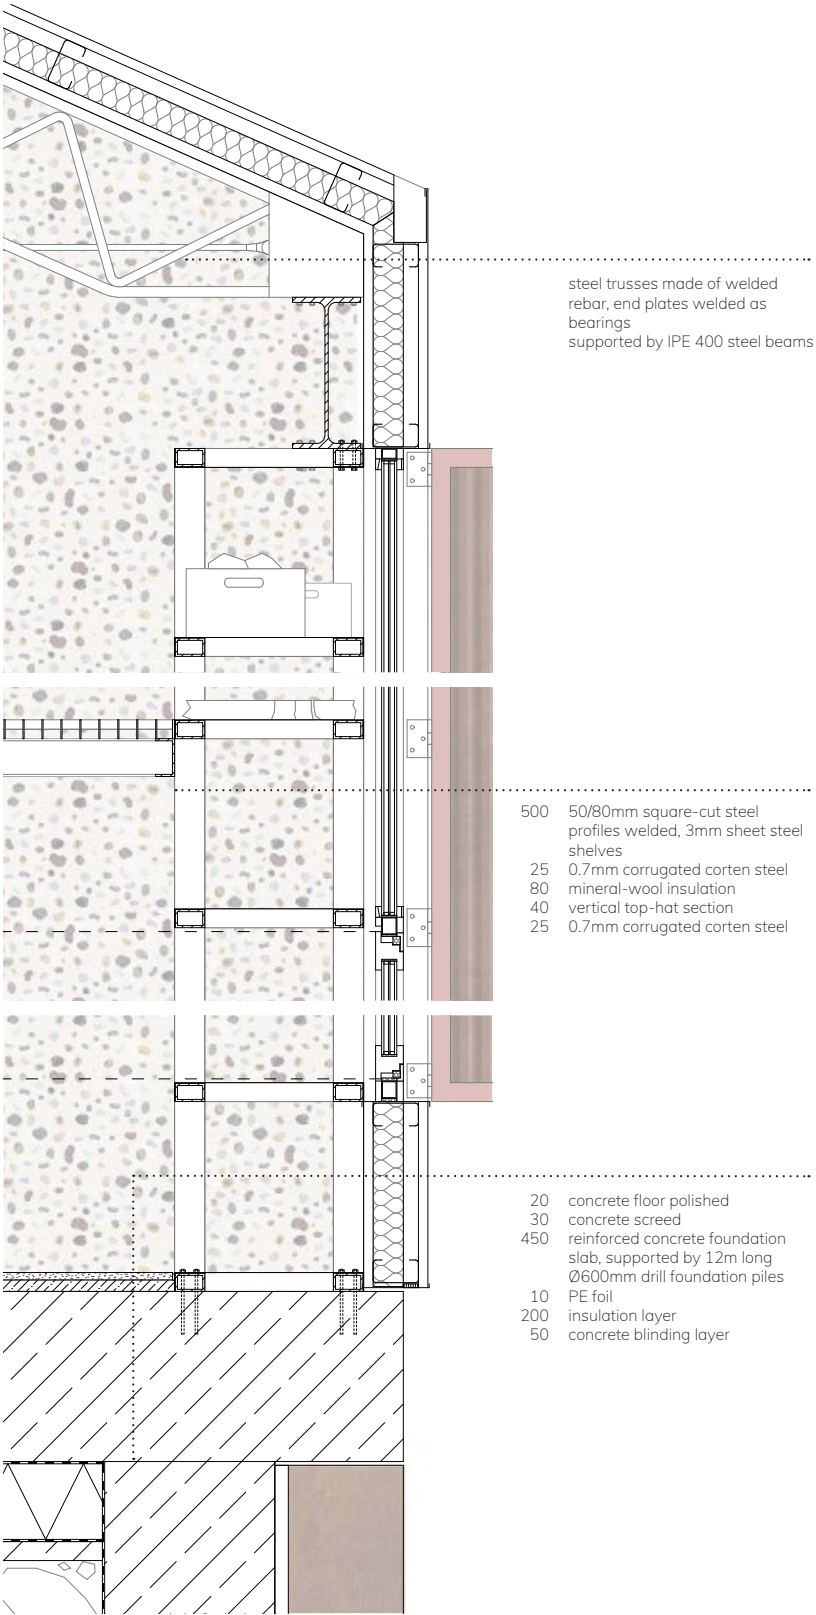 steel trusses made of welded
rebar, end plates welded as
bearings
supported by IPE 400 steel beams
500 50/80mm square-cut steel
profiles welded, 3mm sheet steel
shelves
25 0.7mm corrugated corten steel
80 mineral-wool insulation
40 vertical top-hat section
25 0.7mm corrugated corten steel
20 concrete floor polished
30 concrete screed
450 reinforced concrete foundation
slab, supported by 12m long
Ø600mm drill foundation piles
10 PE foil
200 insulation layer
50 concrete blinding layer